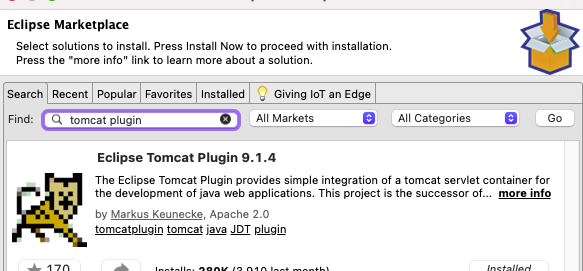 Eclipse Marketplace
Select solutions to install. Press Install Now to proceed with installation.
Press the "more info" link to learn more about a solution.
Search Recent Popular Favorites Installed Giving IoT an Edge
Find: tomcat plugin All Markets All Categories Go
Eclipse Tomcat Plugin 9.1.4
The Eclipse Tomcat Plugin provides simple integration of a tomcat servlet container for
the development of java web applications. This project is the successor of... more info
by Markus Keunecke, Apache 2.0
tomcatplugin tomcat java JDT plugin
170 Installs: 280K (3,910 last month) Installed